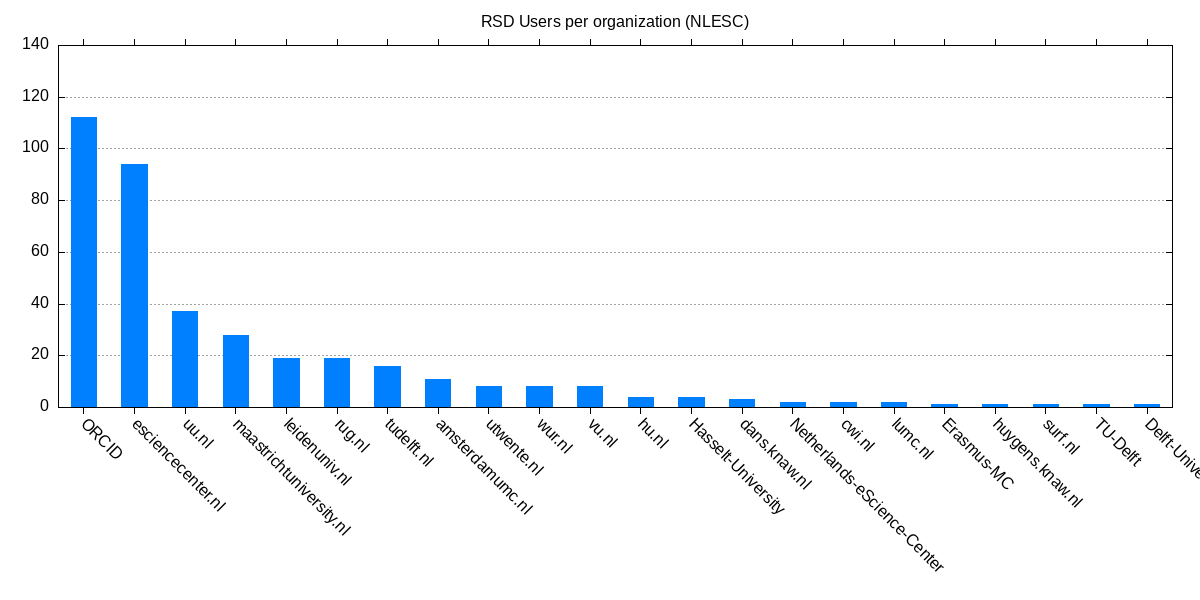 RSD Users per organization (NLESC)
140
120
100
80
60
40
20
0
ORCID
esciencecenter.nl
uu.nl
maastrichtuniversity.nl
leidenuniv.nl
rug.nl
tudelft.nl
amsterdamumc.nl
utwente.nl
wur.nl
vu.nl
hu.nl
Hasselt-University
dans.knaw.nl
Netherlands-eScience-Center
cwi.nl
lumc.nl
Erasmus-MC
huygens.knaw.nl
surf.nl
TU-Delft
Delft-Unive